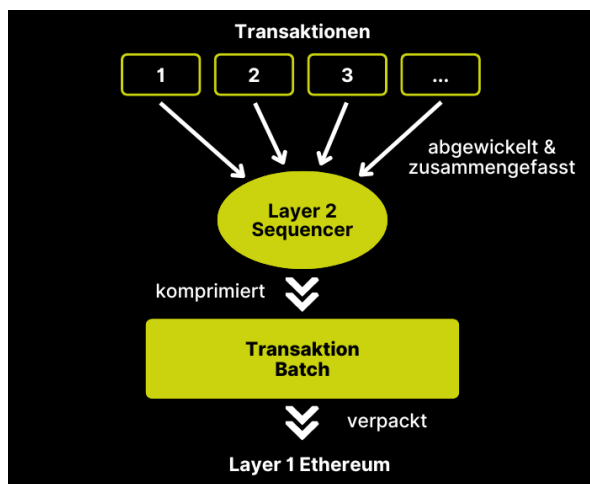 Transaktionen
1
2
3
...
abgewickelt &
zusammengefasst
Layer 2
Sequencer
komprimiert
Transaktion
Batch
verpackt
Layer 1 Ethereum